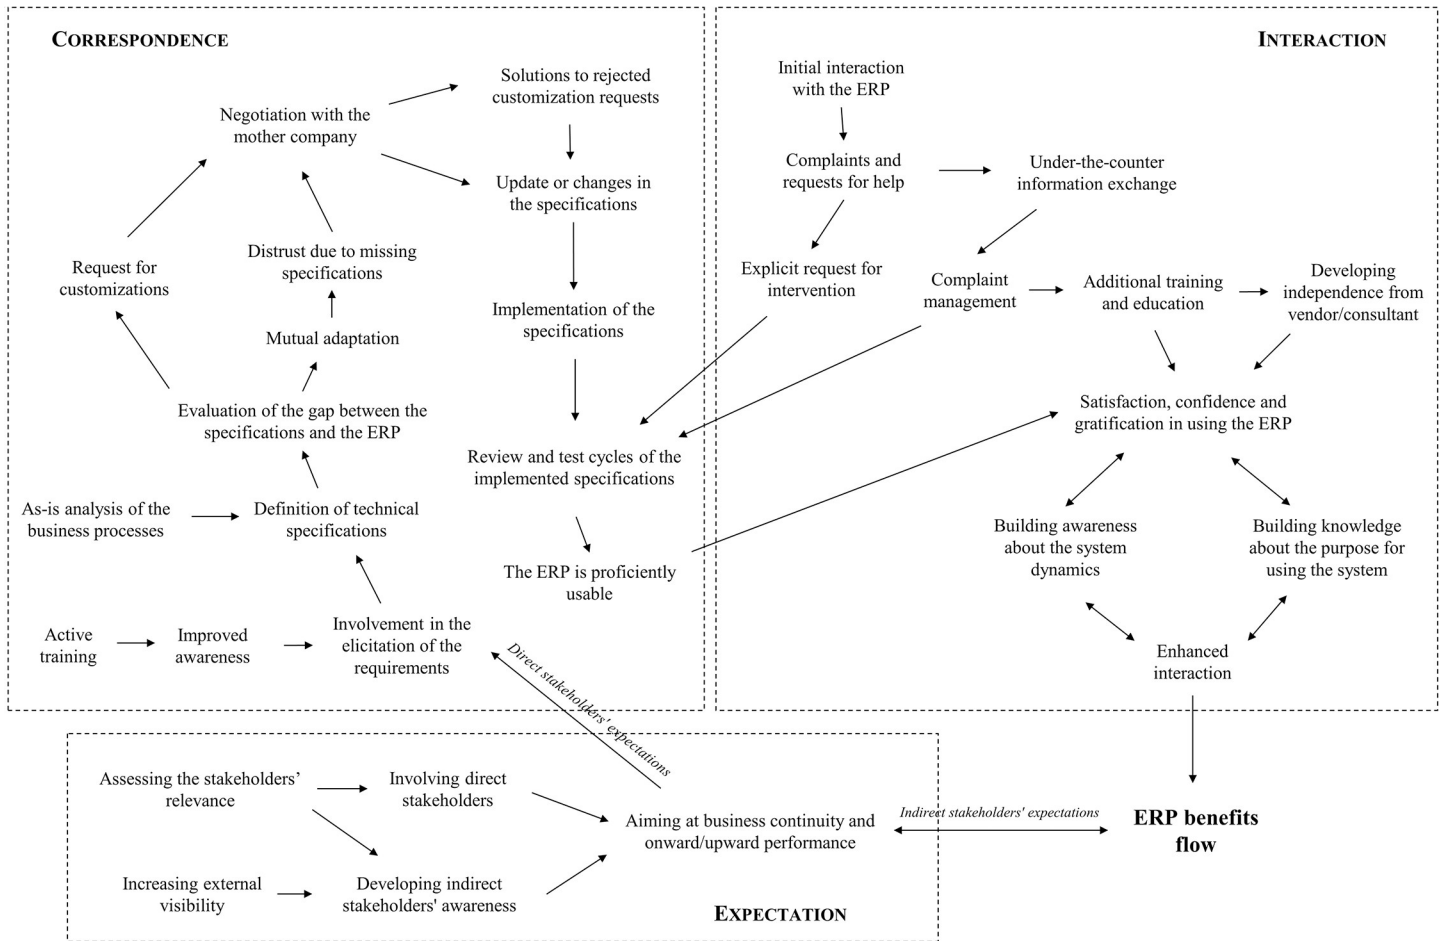 CORRESPONDENCE
Solutions to rejected
customization requests
Negotiation with the
mother company
Update or changes in
the specifications
Distrust due to missing
specifications
Request for
customizations
Implementation of the
specifications
Mutual adaptation
Evaluation of the gap between the
specifications and the ERP
Review and test cycles of the
implemented specifications
As-is analysis of the
business processes
Definition of technical
specifications
The ERP is proficiently
usable
Active
training
Improved
awareness
Involvement in the
elicitation of the
requirements
INTERACTION
Initial interaction
with the ERP
Complaints and
requests for help
Under-the-counter
information exchange
Explicit request for
intervention
Complaint
management
Additional training
and education
Developing
independence from
vendor/consultant
Satisfaction, confidence and
gratification in using the ERP
Building awareness
about the system
dynamics
Building knowledge
about the purpose for
using the system
Enhanced
interaction
Direct stakeholders' expectations
Assessing the stakeholders’
relevance
Involving direct
stakeholders
Aiming at business continuity and
onward/upward performance
Increasing external
visibility
Developing indirect
stakeholders' awareness
EXPECTATION
Indirect stakeholders' expectations
ERP benefits
flow